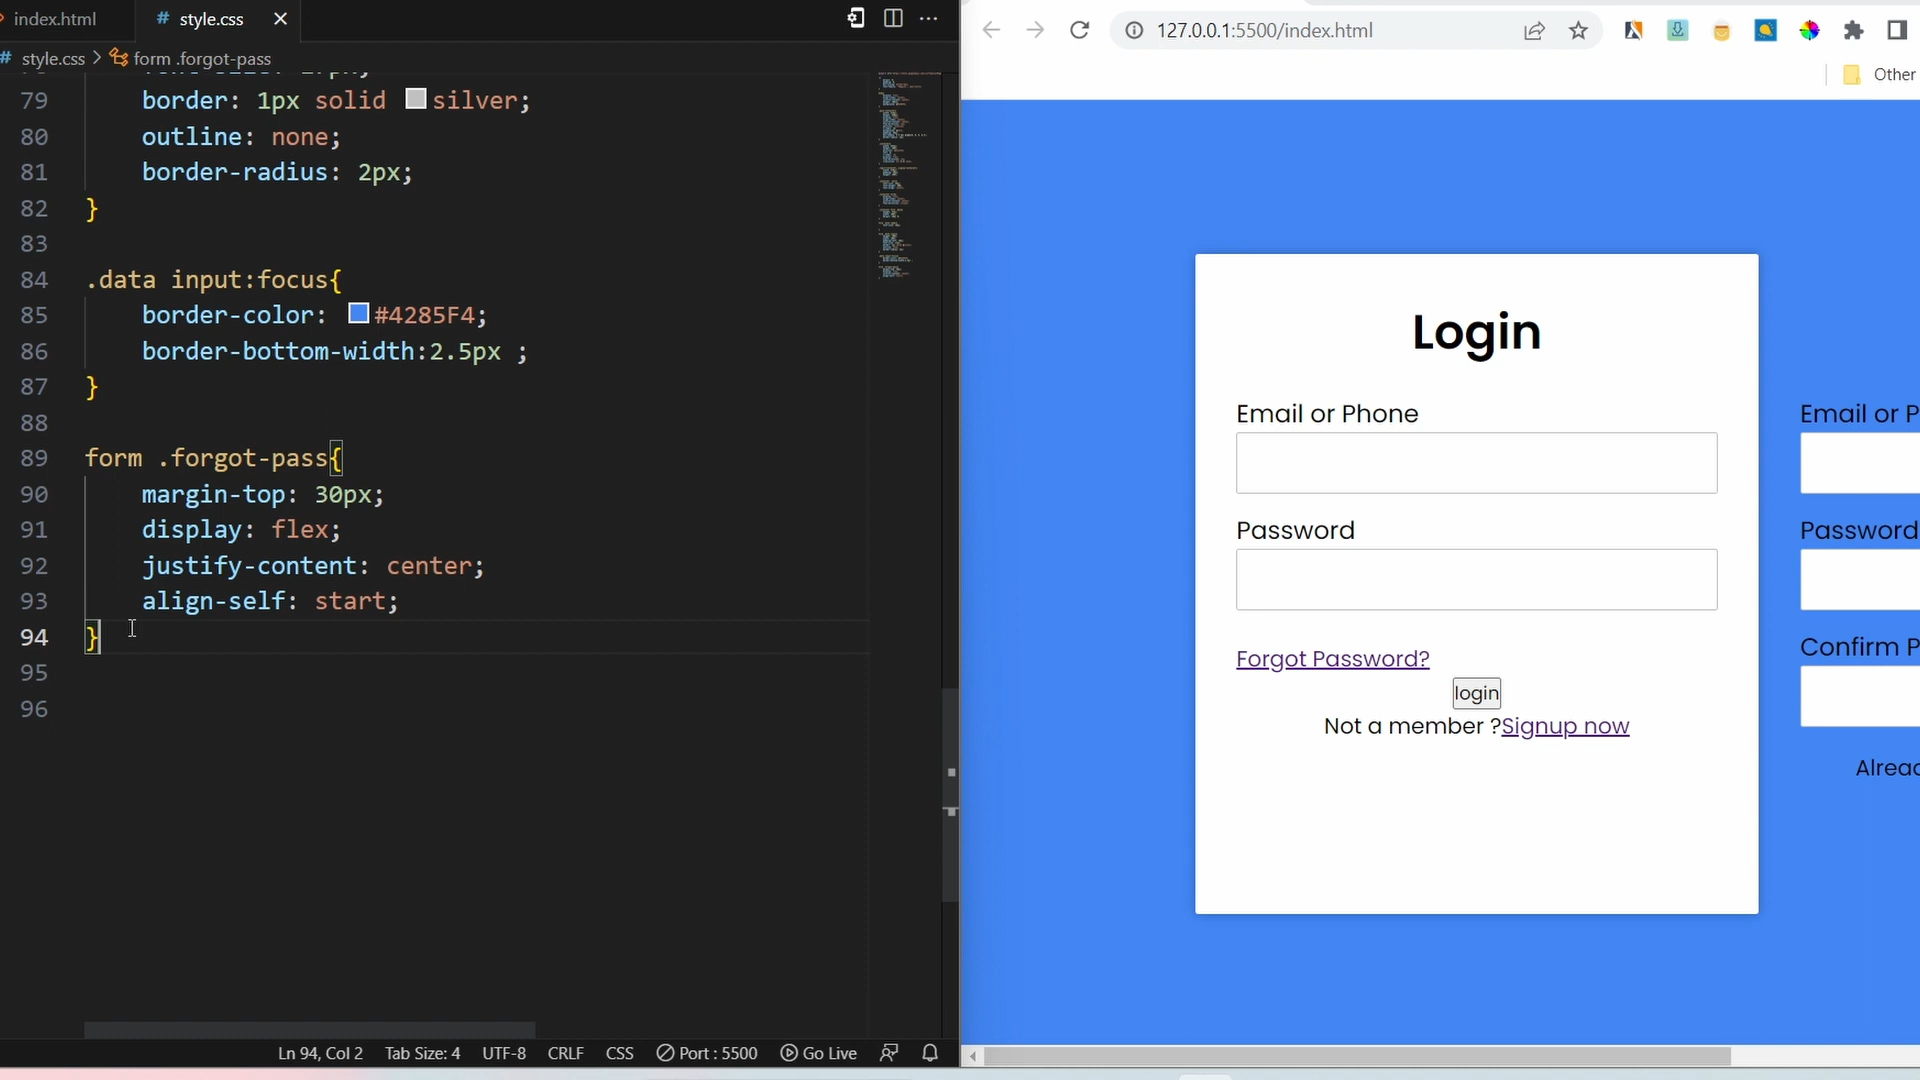 index.html
# style.css
# style.css > form .forgot-pass
79 border: 1px solid silver;
80 outline: none;
81 border-radius: 2px;
82 }
83
84 .data input:focus{
85 border-color: #4285F4;
86 border-bottom-width:2.5px ;
87 }
88
89 form .forgot-pass{
90 margin-top: 30px;
91 display: flex;
92 justify-content: center;
93 align-self: start;
94 }
95
96
Ln 94, Col 2 Tab Size: 4 UTF-8 CRLF CSS Port : 5500 Go Live
127.0.0.1:5500/index.html
Other
Login
Email or Phone
Password
Forgot Password?
login
Not a member ?Signup now
Email or P
Password
Confirm P
Alread